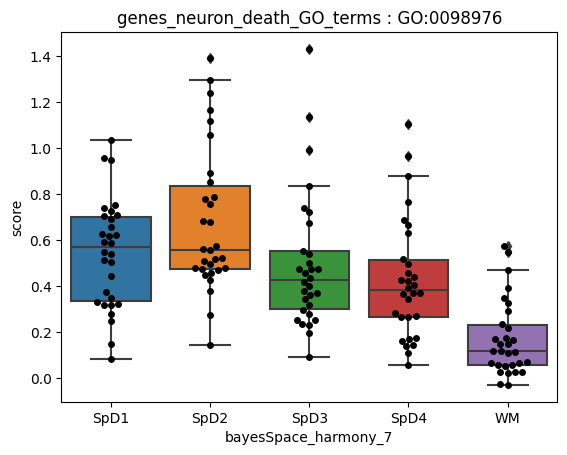 genes_neuron_death_GO_terms : GO:0098976
score
1.4
1.2
1.0
0.8
0.6
0.4
0.2
0.0
SpD1 SpD2 SpD3 SpD4 WM
bayesSpace_harmony_7